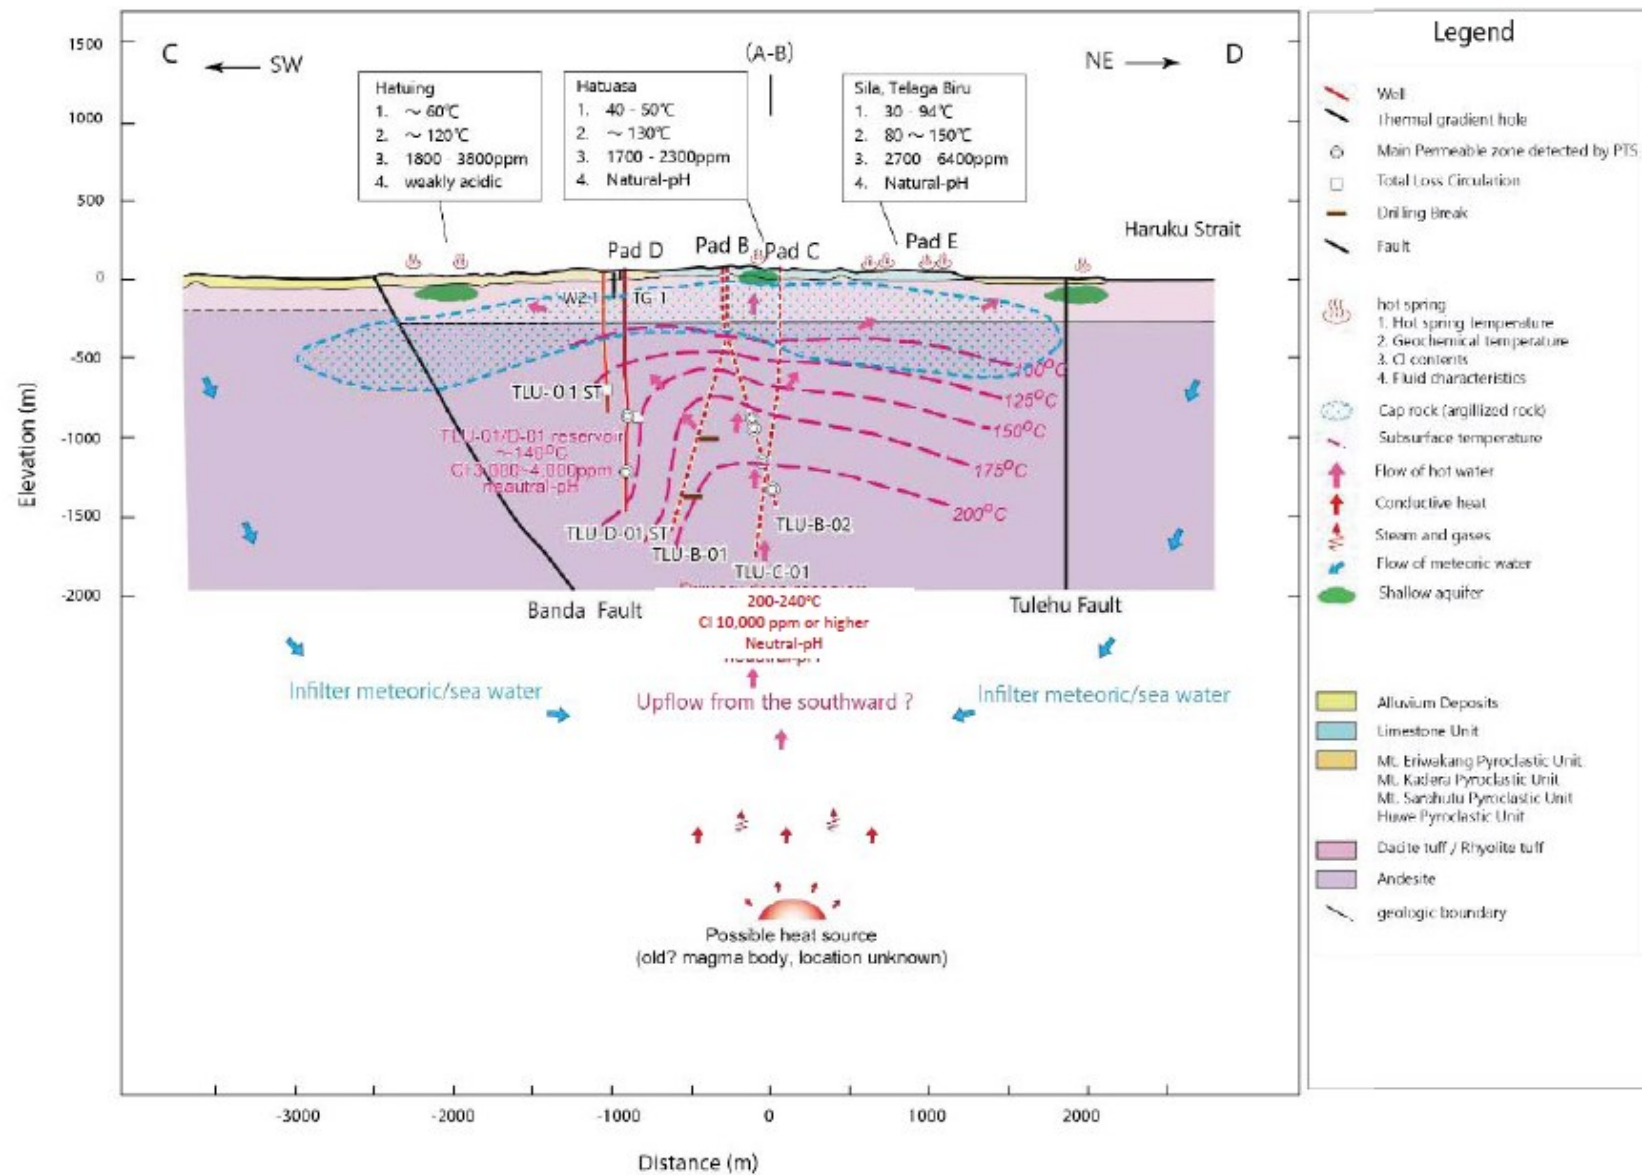 C
SW
(A-B)
NE
D
Hatuing
1. ～ 60℃
2. ～ 120℃
3. 1800 - 3800ppm
4. weakly acidic
Hatuasa
1. 40 - 50℃
2. ～ 130℃
3. 1700 - 2300ppm
4. Natural-pH
Sila, Telaga Biru
1. 30 - 94℃
2. 80 ～ 150℃
3. 2700 - 6400ppm
4. Natural-pH
Pad D
Pad B
Pad C
Pad E
Haruku Strait
1500
1000
500
0
-500
-1000
-1500
-2000
Elevation (m)
WZ-1
TG-1
TLU-01 ST
TLU-01/D-01 reservoir
～140°C
Cl 3,000~4,000ppm
neautral-pH
100°C
125°C
150°C
175°C
200°C
TLU-D-01 ST
TLU-B-01
TLU-B-02
TLU-C-01
Banda Fault
Tulehu Fault
200-240°C
Cl 10,000 ppm or higher
Neutral-pH
neautral-pH
Infilter meteoric/sea water
Upflow from the southward ?
Infilter meteoric/sea water
Possible heat source
(old? magma body, location unknown)
-3000
-2000
-1000
0
1000
2000
Distance (m)
Legend
Well
Thermal gradient hole
Main Permeable zone detected by PTS
Total Loss Circulation
Drilling Break
Fault
hot spring
1. Hot spring temperature
2. Geochemical temperature
3. Cl contents
4. Fluid characteristics
Cap rock (argillized rock)
Subsurface temperature
Flow of hot water
Conductive heat
Steam and gases
Flow of meteoric water
Shallow aquifer
Alluvium Deposits
Limestone Unit
Mt. Eriwakang Pyroclastic Unit
Mt. Kadera Pyroclastic Unit
Mt. Sarahutu Pyroclastic Unit
Huwe Pyroclastic Unit
Dacite tuff / Rhyolite tuff
Andesite
geologic boundary